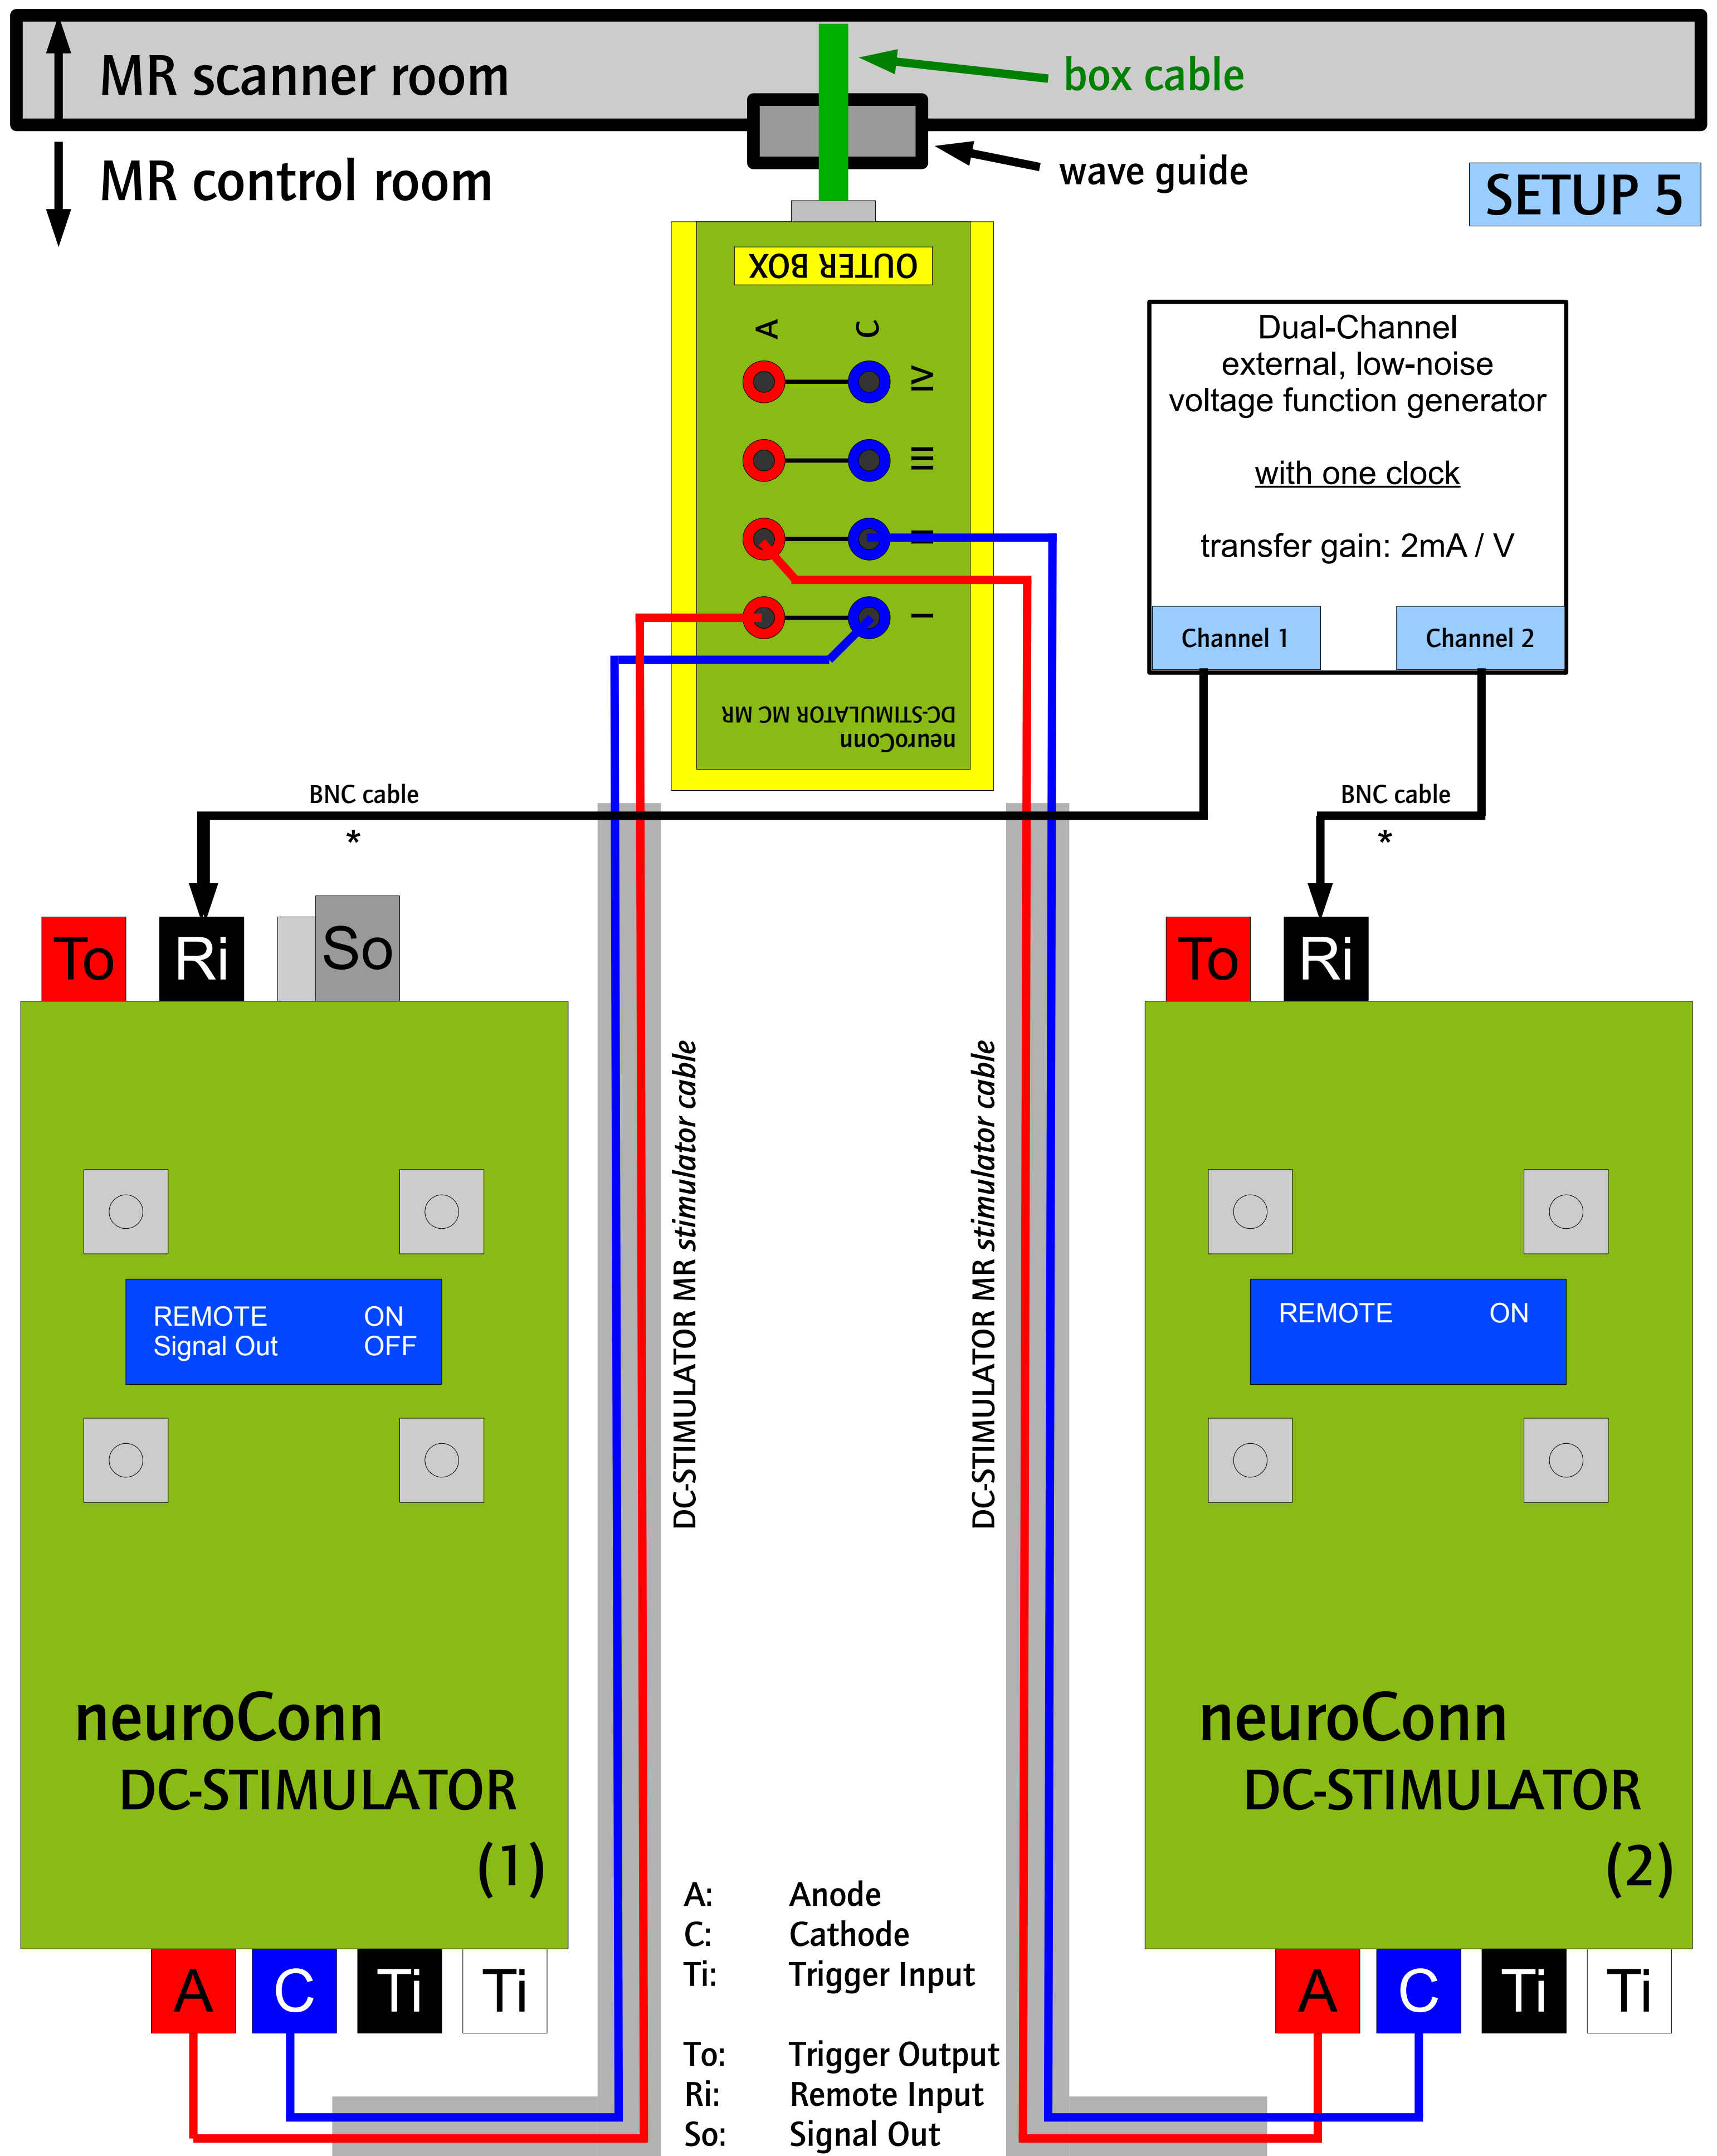 MR scanner room
box cable
MR control room
wave guide
SETUP 5
OUTER BOX
A C
IV
III
II
I
neuroConn
DC-STIMULATOR MC MR
Dual-Channel
external, low-noise
voltage function generator
with one clock
transfer gain: 2mA / V
Channel 1 Channel 2
BNC cable
*
BNC cable
*
To Ri So
To Ri
DC-STIMULATOR MR stimulator cable
DC-STIMULATOR MR stimulator cable
REMOTE ON
Signal Out OFF
REMOTE ON
neuroConn
DC-STIMULATOR
(1)
neuroConn
DC-STIMULATOR
(2)
A C Ti Ti
A C Ti Ti
A: Anode
C: Cathode
Ti: Trigger Input
To: Trigger Output
Ri: Remote Input
So: Signal Out